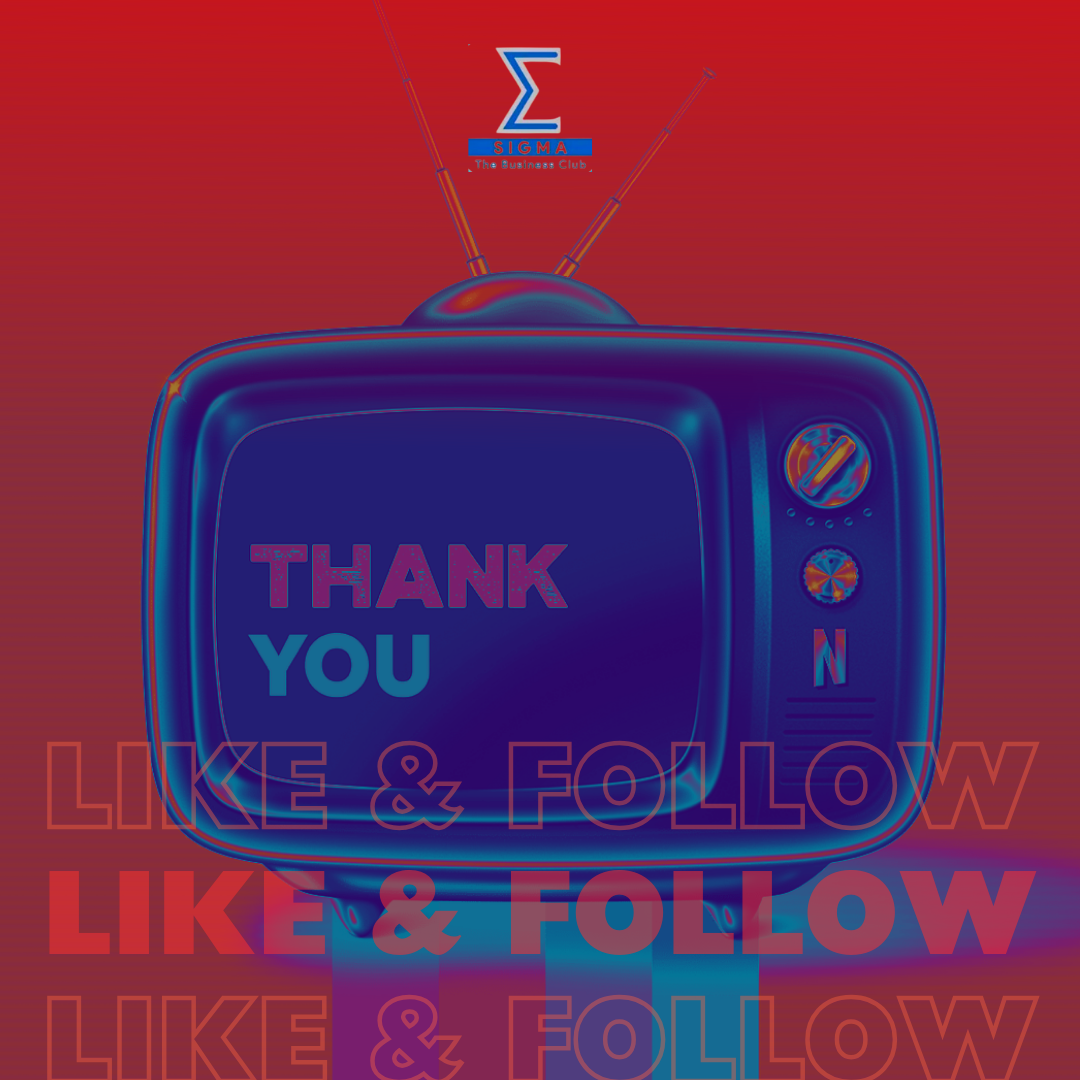 Σ
SIGMA
The Business Club
THANK
YOU
N
LIKE & FOLLOW
LIKE & FOLLOW
LIKE & FOLLOW